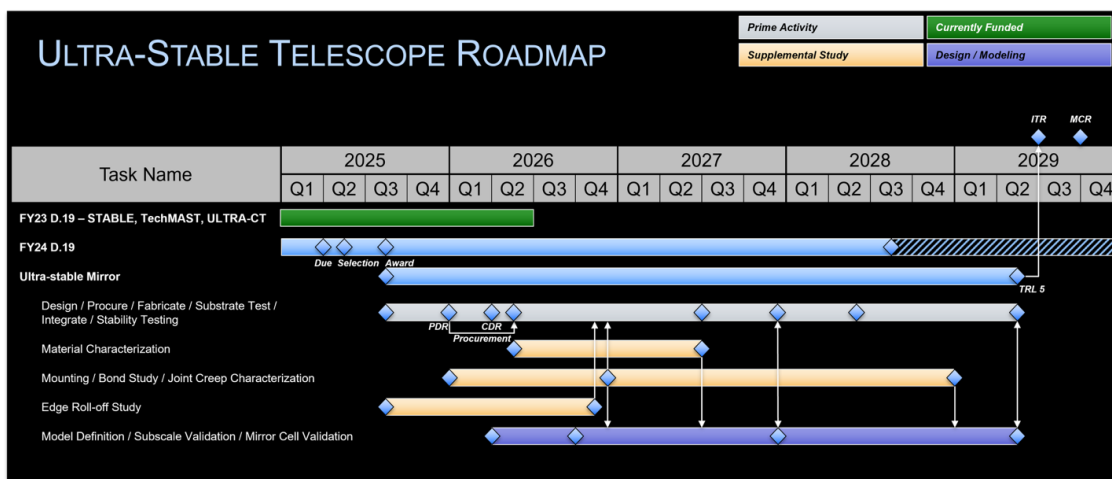 ULTRA-STABLE TELESCOPE ROADMAP
Prime Activity
Currently Funded
Supplemental Study
Design / Modeling
ITR MCR
Task Name
2025 2026 2027 2028 2029
Q1 Q2 Q3 Q4 Q1 Q2 Q3 Q4 Q1 Q2 Q3 Q4 Q1 Q2 Q3 Q4 Q1 Q2 Q3 Q4
FY23 D.19 – STABLE, TechMAST, ULTRA-CT
FY24 D.19
Due Selection Award
Ultra-stable Mirror
TRL 5
Design / Procure / Fabricate / Substrate Test /
Integrate / Stability Testing
PDR CDR
Procurement
Material Characterization
Mounting / Bond Study / Joint Creep Characterization
Edge Roll-off Study
Model Definition / Subscale Validation / Mirror Cell Validation